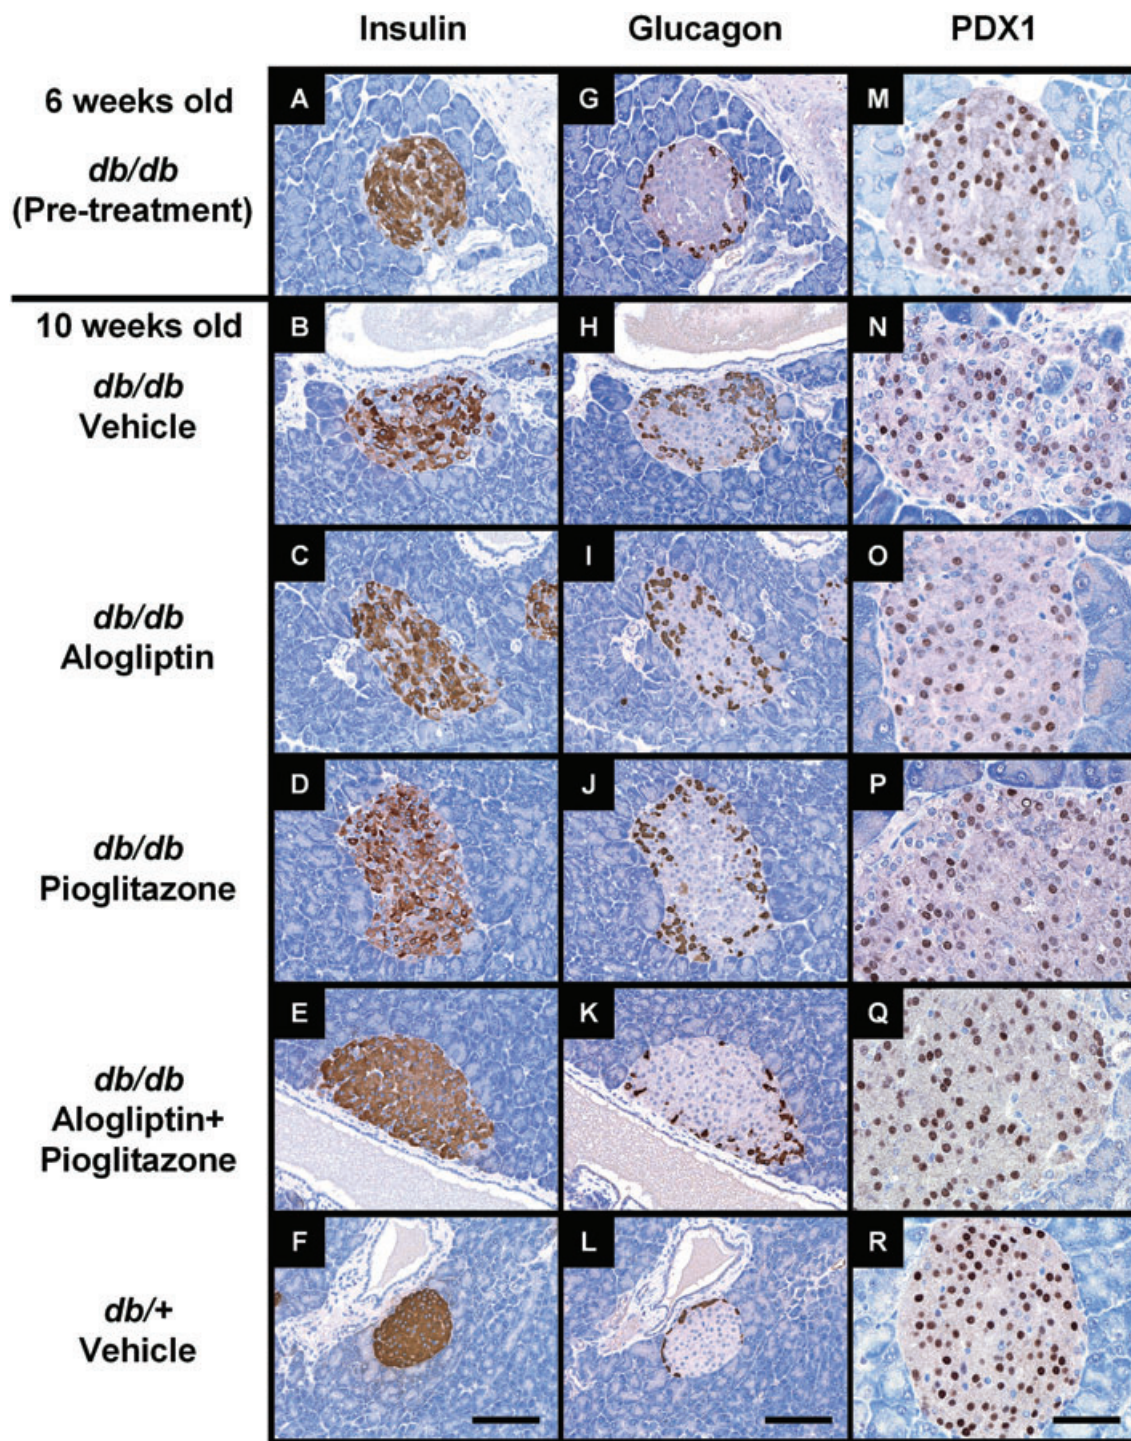 Insulin Glucagon PDX1
6 weeks old
db/db
(Pre-treatment)
A G M
10 weeks old
db/db
Vehicle
B H N
db/db
Alogliptin
C I O
db/db
Pioglitazone
D J P
db/db
Alogliptin+
Pioglitazone
E K Q
db/+
Vehicle
F L R